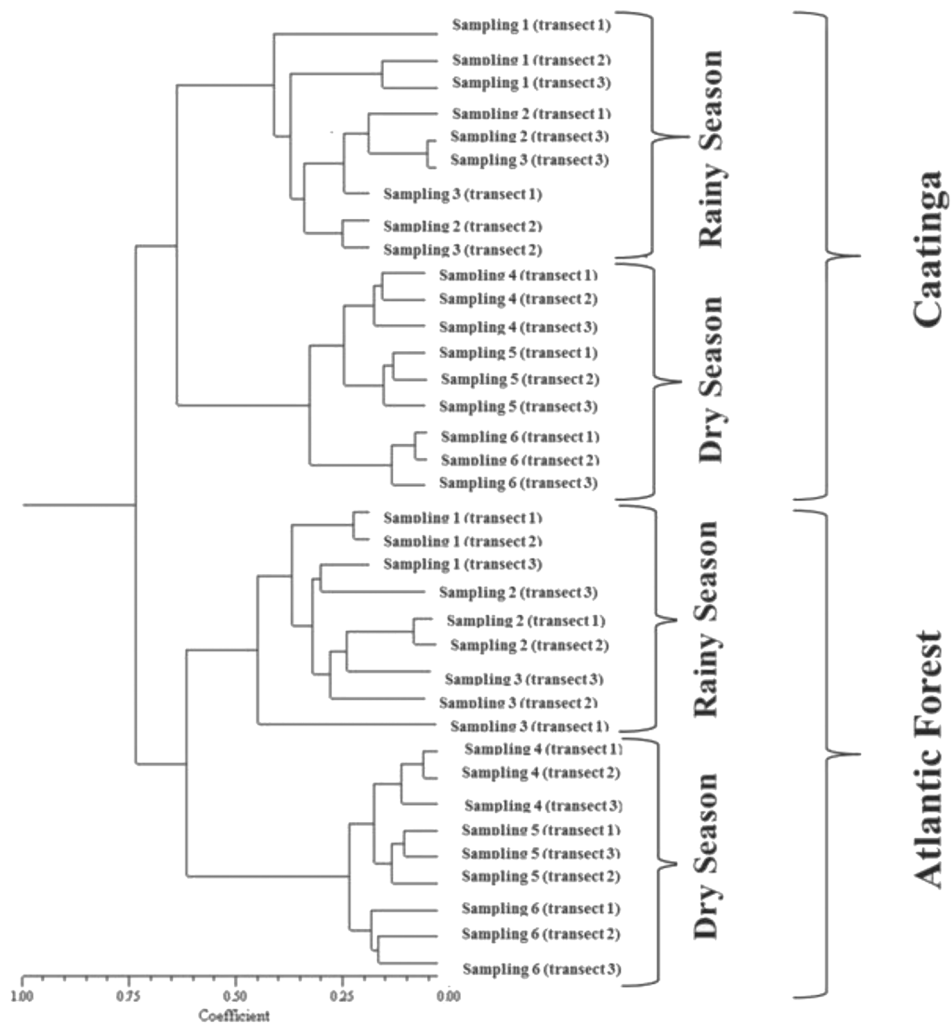 Sampling 1 (transect 1)
Sampling 1 (transect 2)
Sampling 1 (transect 3)
Sampling 2 (transect 1)
Sampling 2 (transect 3)
Sampling 3 (transect 3)
Sampling 3 (transect 1)
Sampling 2 (transect 2)
Sampling 3 (transect 2)
Rainy Season
Sampling 4 (transect 1)
Sampling 4 (transect 2)
Sampling 4 (transect 3)
Sampling 5 (transect 1)
Sampling 5 (transect 2)
Sampling 5 (transect 3)
Sampling 6 (transect 1)
Sampling 6 (transect 2)
Sampling 6 (transect 3)
Dry Season
Caatinga
Sampling 1 (transect 1)
Sampling 1 (transect 2)
Sampling 1 (transect 3)
Sampling 2 (transect 3)
Sampling 2 (transect 1)
Sampling 2 (transect 2)
Sampling 3 (transect 3)
Sampling 3 (transect 2)
Sampling 3 (transect 1)
Rainy Season
Sampling 4 (transect 1)
Sampling 4 (transect 2)
Sampling 4 (transect 3)
Sampling 5 (transect 1)
Sampling 5 (transect 3)
Sampling 5 (transect 2)
Sampling 6 (transect 1)
Sampling 6 (transect 2)
Sampling 6 (transect 3)
Dry Season
Atlantic Forest
1.00 0.75 0.50 0.25 0.00
Coefficient